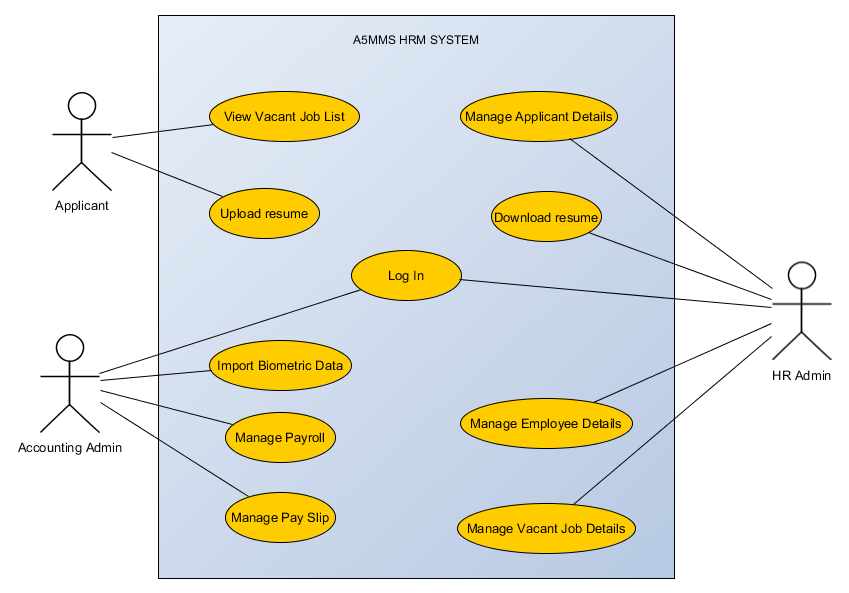 A5MMS HRM SYSTEM
View Vacant Job List
Manage Applicant Details
Applicant
Upload resume
Download resume
Log In
Import Biometric Data
HR Admin
Manage Payroll
Manage Employee Details
Accounting Admin
Manage Pay Slip
Manage Vacant Job Details